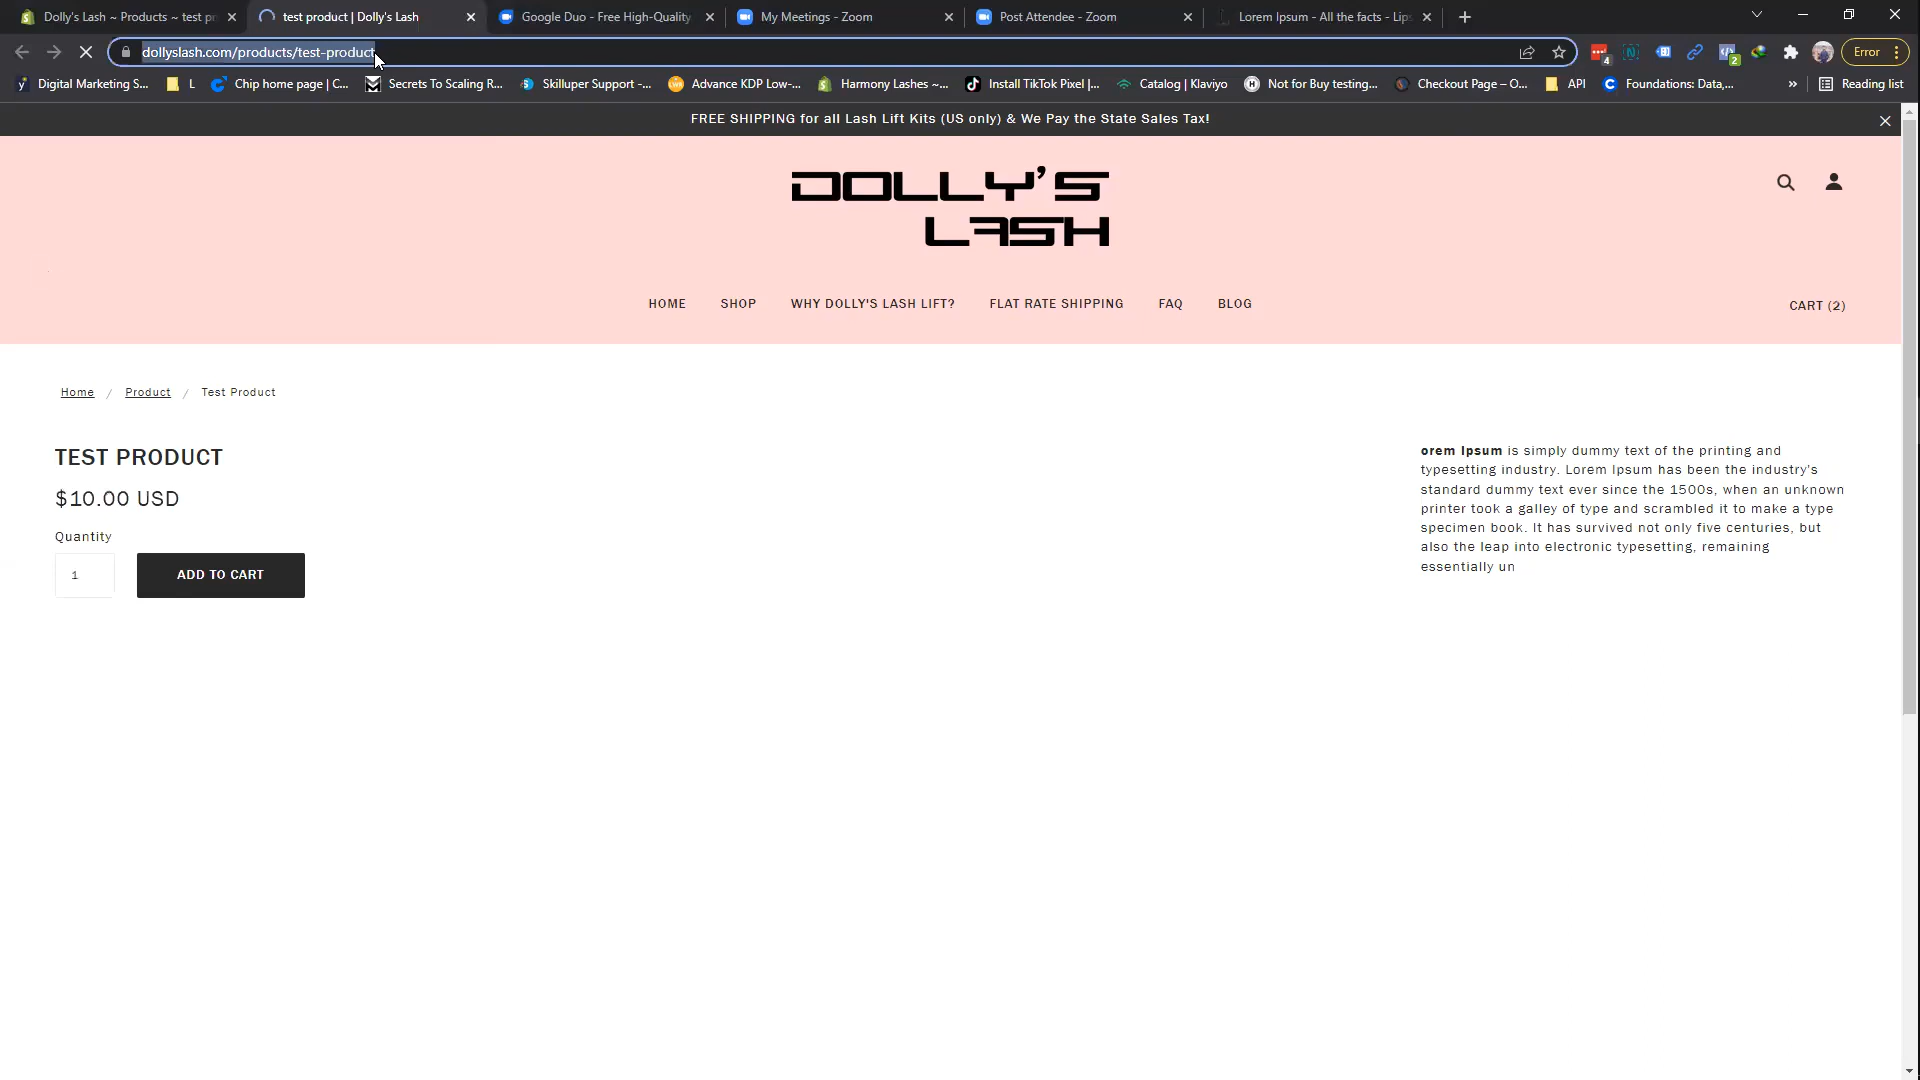 Dolly's Lash ~ Products ~ test pr
test product | Dolly's Lash
Google Duo - Free High-Quality
My Meetings - Zoom
Post Attendee - Zoom
Lorem Ipsum - All the facts - Lips
dollyslash.com/products/test-product
4
2
Error
Digital Marketing S...
L
Chip home page | C...
Secrets To Scaling R...
Skilluper Support -...
Advance KDP Low-...
Harmony Lashes ~...
Install TikTok Pixel |...
Catalog | Klaviyo
Not for Buy testing...
Checkout Page – O...
API
Foundations: Data,...
Reading list
FREE SHIPPING for all Lash Lift Kits (US only) & We Pay the State Sales Tax!
DOLLY'S
LASH
HOME
SHOP
WHY DOLLY'S LASH LIFT?
FLAT RATE SHIPPING
FAQ
BLOG
CART (2)
Home / Product / Test Product
TEST PRODUCT
$10.00 USD
Quantity
1
ADD TO CART
orem Ipsum is simply dummy text of the printing and
typesetting industry. Lorem Ipsum has been the industry's
standard dummy text ever since the 1500s, when an unknown
printer took a galley of type and scrambled it to make a type
specimen book. It has survived not only five centuries, but
also the leap into electronic typesetting, remaining
essentially un